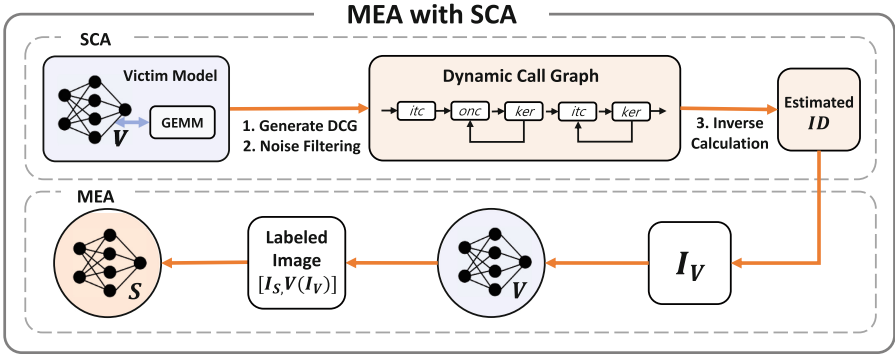 MEA with SCA
SCA
Victim Model
V
GEMM
1. Generate DCG
2. Noise Filtering
Dynamic Call Graph
itc onc ker itc ker
3. Inverse
Calculation
Estimated
ID
MEA
S
Labeled
Image
[I_S,V(I_V)]
V
I_V